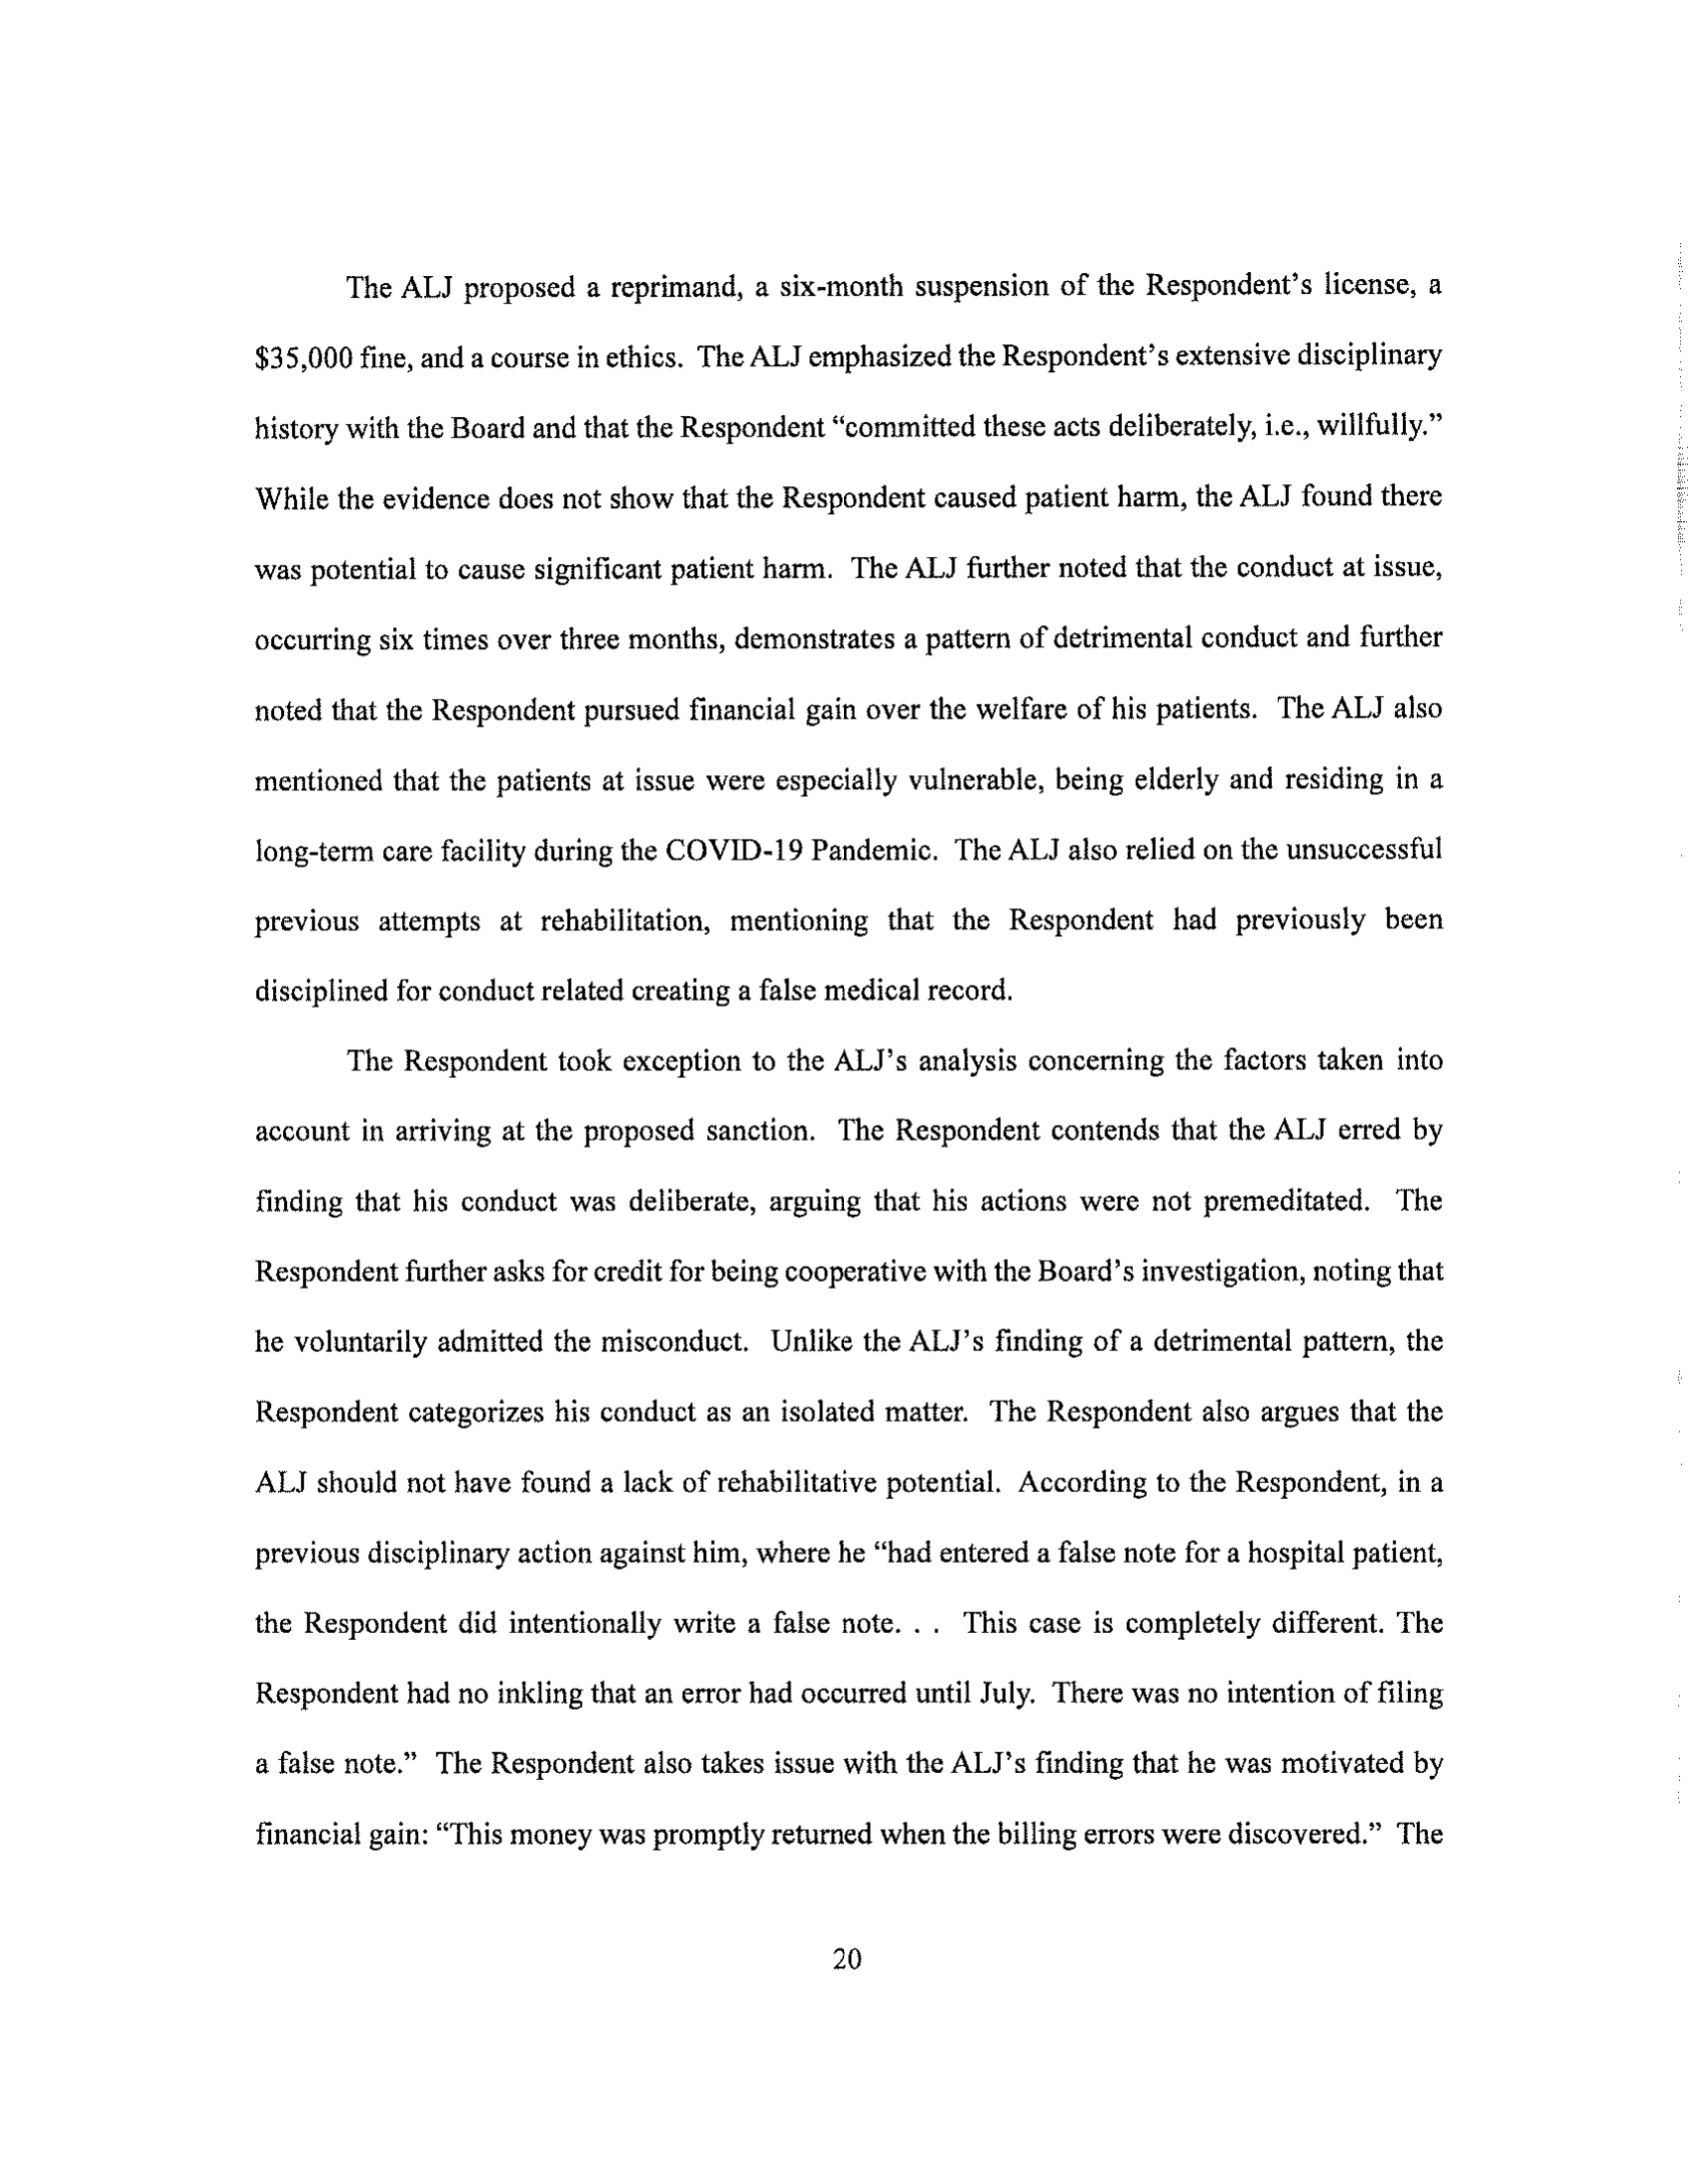 The ALJ proposed a reprimand, a six-month suspension of the Respondent's license, a
$35,000 fine, and a course in ethics.  The ALJ emphasized the Respondent's extensive disciplinary
history with the Board and that the Respondent “committed these acts deliberately, i.e., willfully.”
While the evidence does not show that the Respondent caused patient harm, the ALJ found there
was potential to cause significant patient harm.  The ALJ further noted that the conduct at issue,
occurring six times over three months, demonstrates a pattern of detrimental conduct and further
noted that the Respondent pursued financial gain over the welfare of his patients.  The ALJ also
mentioned that the patients at issue were especially vulnerable, being elderly and residing in a
long-term care facility during the COVID-19 Pandemic.  The ALJ also relied on the unsuccessful
previous attempts at rehabilitation, mentioning that the Respondent had previously been
disciplined for conduct related creating a false medical record.
The Respondent took exception to the ALJ's analysis concerning the factors taken into
account in arriving at the proposed sanction.  The Respondent contends that the ALJ erred by
finding that his conduct was deliberate, arguing that his actions were not premeditated.  The
Respondent further asks for credit for being cooperative with the Board's investigation, noting that
he voluntarily admitted the misconduct.  Unlike the ALJ's finding of a detrimental pattern, the
Respondent categorizes his conduct as an isolated matter.  The Respondent also argues that the
ALJ should not have found a lack of rehabilitative potential.  According to the Respondent, in a
previous disciplinary action against him, where he “had entered a false note for a hospital patient,
the Respondent did intentionally write a false note. . .  This case is completely different. The
Respondent had no inkling that an error had occurred until July.  There was no intention of filing
a false note.”  The Respondent also takes issue with the ALJ's finding that he was motivated by
financial gain: “This money was promptly returned when the billing errors were discovered.”  The
20